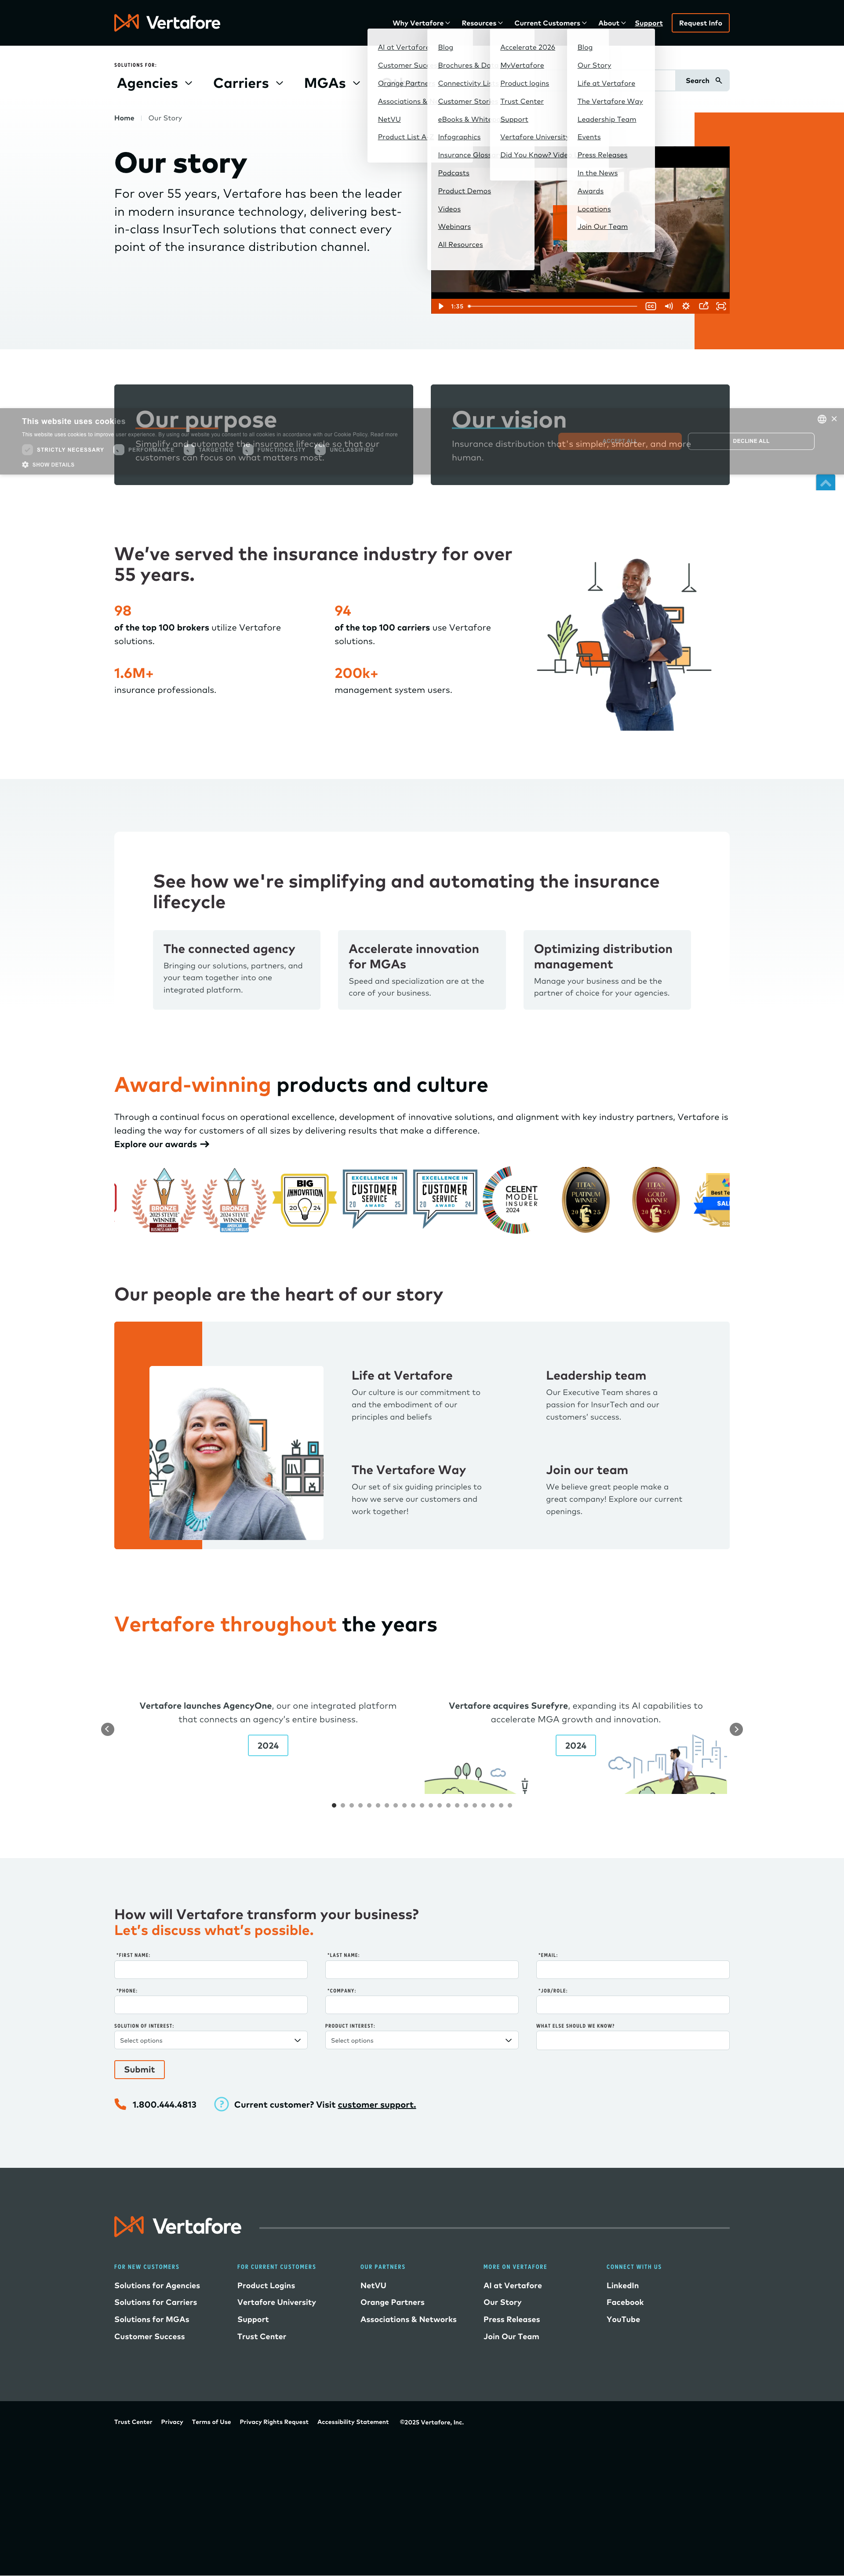 Vertafore
Why Vertafore
Resources
Current Customers
About
Support
Request Info
SOLUTIONS FOR:
Agencies
Carriers
MGAs
Search
AI at Vertafore
Customer Succ
Orange Partne
Associations &
NetVU
Product List A
Blog
Brochures & Da
Connectivity Lis
Customer Stori
eBooks & White
Infographics
Insurance Gloss
Podcasts
Product Demos
Videos
Webinars
All Resources
Accelerate 2026
MyVertafore
Product logins
Trust Center
Support
Vertafore University
Did You Know? Vide
Blog
Our Story
Life at Vertafore
The Vertafore Way
Leadership Team
Events
Press Releases
In the News
Awards
Locations
Join Our Team
Home
Our Story
Our story
For over 55 years, Vertafore has been the leader
in modern insurance technology, delivering best-
in-class InsurTech solutions that connect every
point of the insurance distribution channel.
1:35
CC
Our purpose
Simplify and automate the insurance lifecycle so that our
customers can focus on what matters most.
Our vision
Insurance distribution that's simpler, smarter, and more
human.
This website uses cookies
This website uses cookies to improve user experience. By using our website you consent to all cookies in accordance with our Cookie Policy. Read more
STRICTLY NECESSARY
PERFORMANCE
TARGETING
FUNCTIONALITY
UNCLASSIFIED
SHOW DETAILS
ACCEPT ALL
DECLINE ALL
We've served the insurance industry for over
55 years.
98
of the top 100 brokers utilize Vertafore
solutions.
94
of the top 100 carriers use Vertafore
solutions.
1.6M+
insurance professionals.
200k+
management system users.
See how we're simplifying and automating the insurance
lifecycle
The connected agency
Bringing our solutions, partners, and
your team together into one
integrated platform.
Accelerate innovation
for MGAs
Speed and specialization are at the
core of your business.
Optimizing distribution
management
Manage your business and be the
partner of choice for your agencies.
Award-winning products and culture
Through a continual focus on operational excellence, development of innovative solutions, and alignment with key industry partners, Vertafore is
leading the way for customers of all sizes by delivering results that make a difference.
Explore our awards
BRONZE
2025 STEVIE WINNER
AMERICAN BUSINESS AWARDS
BRONZE
2024 STEVIE WINNER
AMERICAN BUSINESS AWARDS
BIG
INNOVATION
20 24
EXCELLENCE IN
CUSTOMER
SERVICE
AWARD 2025
EXCELLENCE IN
CUSTOMER
SERVICE
2024 AWARD
CELENT
MODEL
INSURER
2024
TITAN
PLATINUM
WINNER
2025
TITAN
GOLD
WINNER
Best Te
SAL
Our people are the heart of our story
Life at Vertafore
Our culture is our commitment to
and the embodiment of our
principles and beliefs
Leadership team
Our Executive Team shares a
passion for InsurTech and our
customers' success.
The Vertafore Way
Our set of six guiding principles to
how we serve our customers and
work together!
Join our team
We believe great people make a
great company! Explore our current
openings.
Vertafore throughout the years
Vertafore launches AgencyOne, our one integrated platform
that connects an agency's entire business.
2024
Vertafore acquires Surefyre, expanding its AI capabilities to
accelerate MGA growth and innovation.
2024
How will Vertafore transform your business?
Let's discuss what's possible.
*FIRST NAME:
*LAST NAME:
*EMAIL:
*PHONE:
*COMPANY:
*JOB/ROLE:
SOLUTION OF INTEREST:
PRODUCT INTEREST:
WHAT ELSE SHOULD WE KNOW?
Select options
Select options
Submit
1.800.444.4813
Current customer? Visit customer support.
Vertafore
FOR NEW CUSTOMERS
Solutions for Agencies
Solutions for Carriers
Solutions for MGAs
Customer Success
FOR CURRENT CUSTOMERS
Product Logins
Vertafore University
Support
Trust Center
OUR PARTNERS
NetVU
Orange Partners
Associations & Networks
MORE ON VERTAFORE
AI at Vertafore
Our Story
Press Releases
Join Our Team
CONNECT WITH US
LinkedIn
Facebook
YouTube
Trust Center
Privacy
Terms of Use
Privacy Rights Request
Accessibility Statement
©2025 Vertafore, Inc.